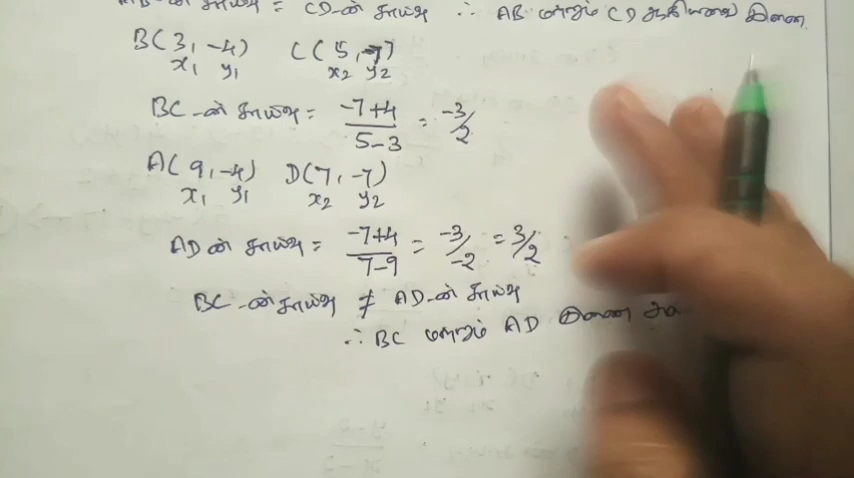 AB-ன் சாய்வு = CD-ன் சாய்வு ∴ AB மற்றும் CD ஆகியவை இணை.
B(3, -4) C(5, -7)
x₁ y₁ x₂ y₂
BC-ன் சாய்வு = -7+4/5-3 = -3/2
A(9, -4) D(7, -7)
x₁ y₁ x₂ y₂
AD ன் சாய்வு = -7+4/7-9 = -3/-2 = 3/2
BC-ன் சாய்வு ≠ AD-ன் சாய்வு
∴ BC மற்றும் AD இணை